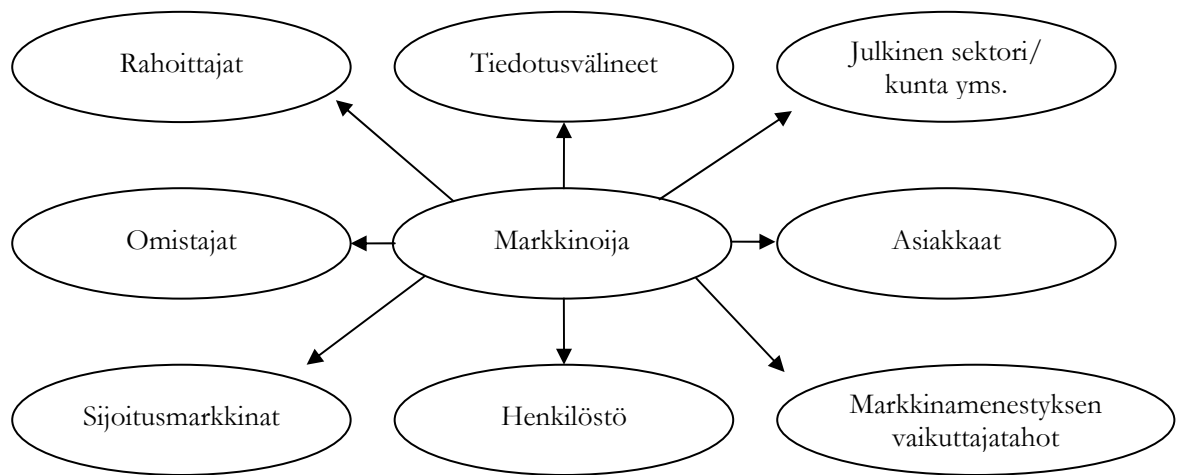 Rahoittajat
Tiedotusvälineet
Julkinen sektori/
kunta yms.
Omistajat
Markkinoija
Asiakkaat
Sijoitusmarkkinat
Henkilöstö
Markkinamenestyksen
vaikuttajatahot